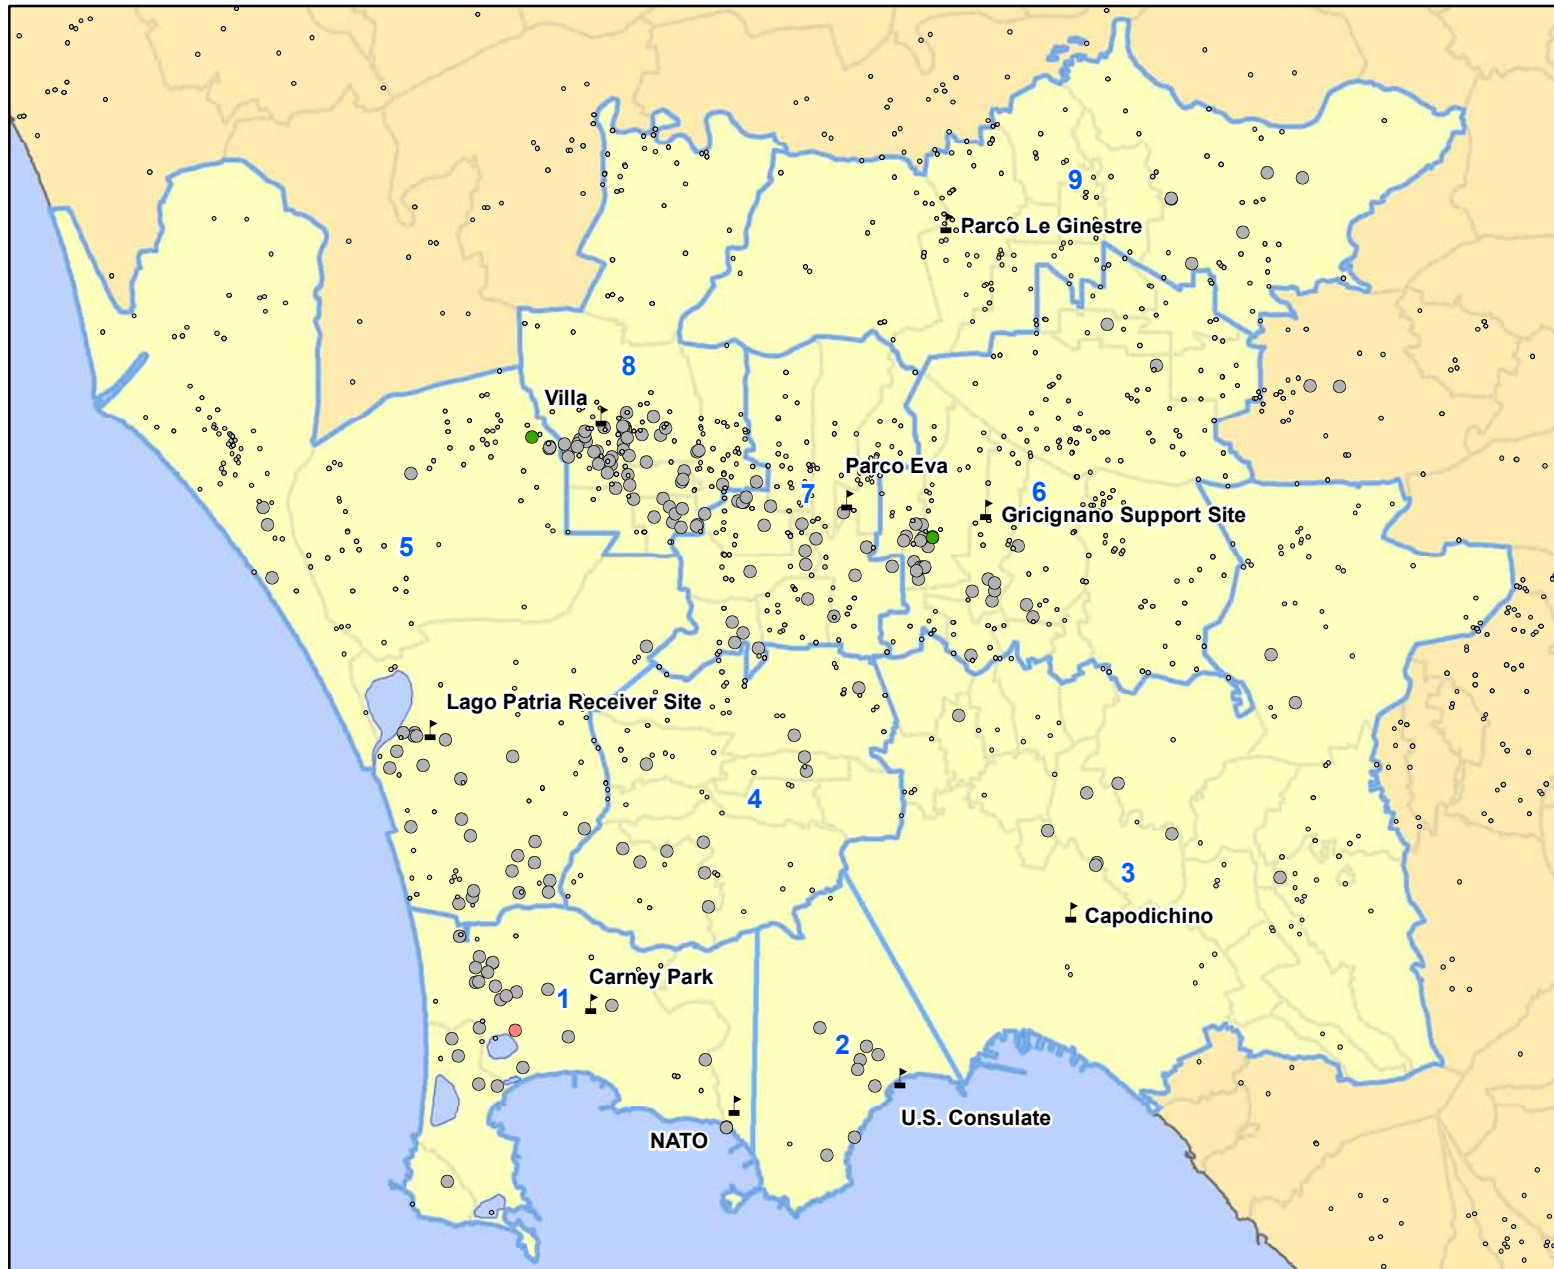 9
Parco Le Ginestre
8
Villa
Parco Eva
7
6
Gricignano Support Site
5
Lago Patria Receiver Site
4
3
Capodichino
Carney Park
1
2
U.S. Consulate
NATO